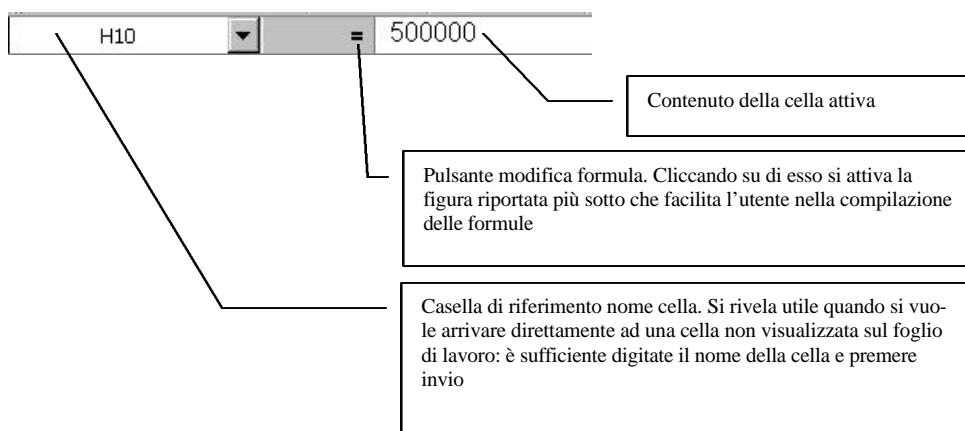 H10 = 500000
Contenuto della cella attiva
Pulsante modifica formula. Cliccando su di esso si attiva la
figura riportata più sotto che facilita l’utente nella compilazione
delle formule
Casella di riferimento nome cella. Si rivela utile quando si vuo-
le arrivare direttamente ad una cella non visualizzata sul foglio
di lavoro: è sufficiente digitate il nome della cella e premere
invio